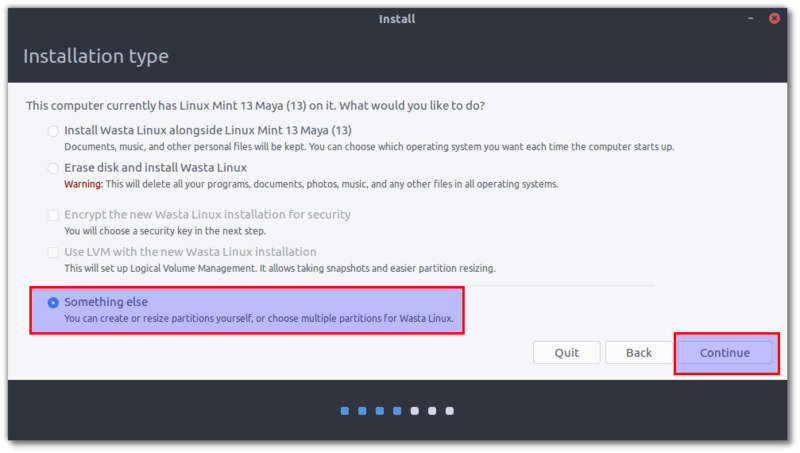 Install
Installation type
This computer currently has Linux Mint 13 Maya (13) on it. What would you like to do?
Install Wasta Linux alongside Linux Mint 13 Maya (13)
Documents, music, and other personal files will be kept. You can choose which operating system you want each time the computer starts up.
Erase disk and install Wasta Linux
Warning: This will delete all your programs, documents, photos, music, and any other files in all operating systems.
Encrypt the new Wasta Linux installation for security
You will choose a security key in the next step.
Use LVM with the new Wasta Linux installation
This will set up Logical Volume Management. It allows taking snapshots and easier partition resizing.
Something else
You can create or resize partitions yourself, or choose multiple partitions for Wasta Linux.
Quit Back Continue